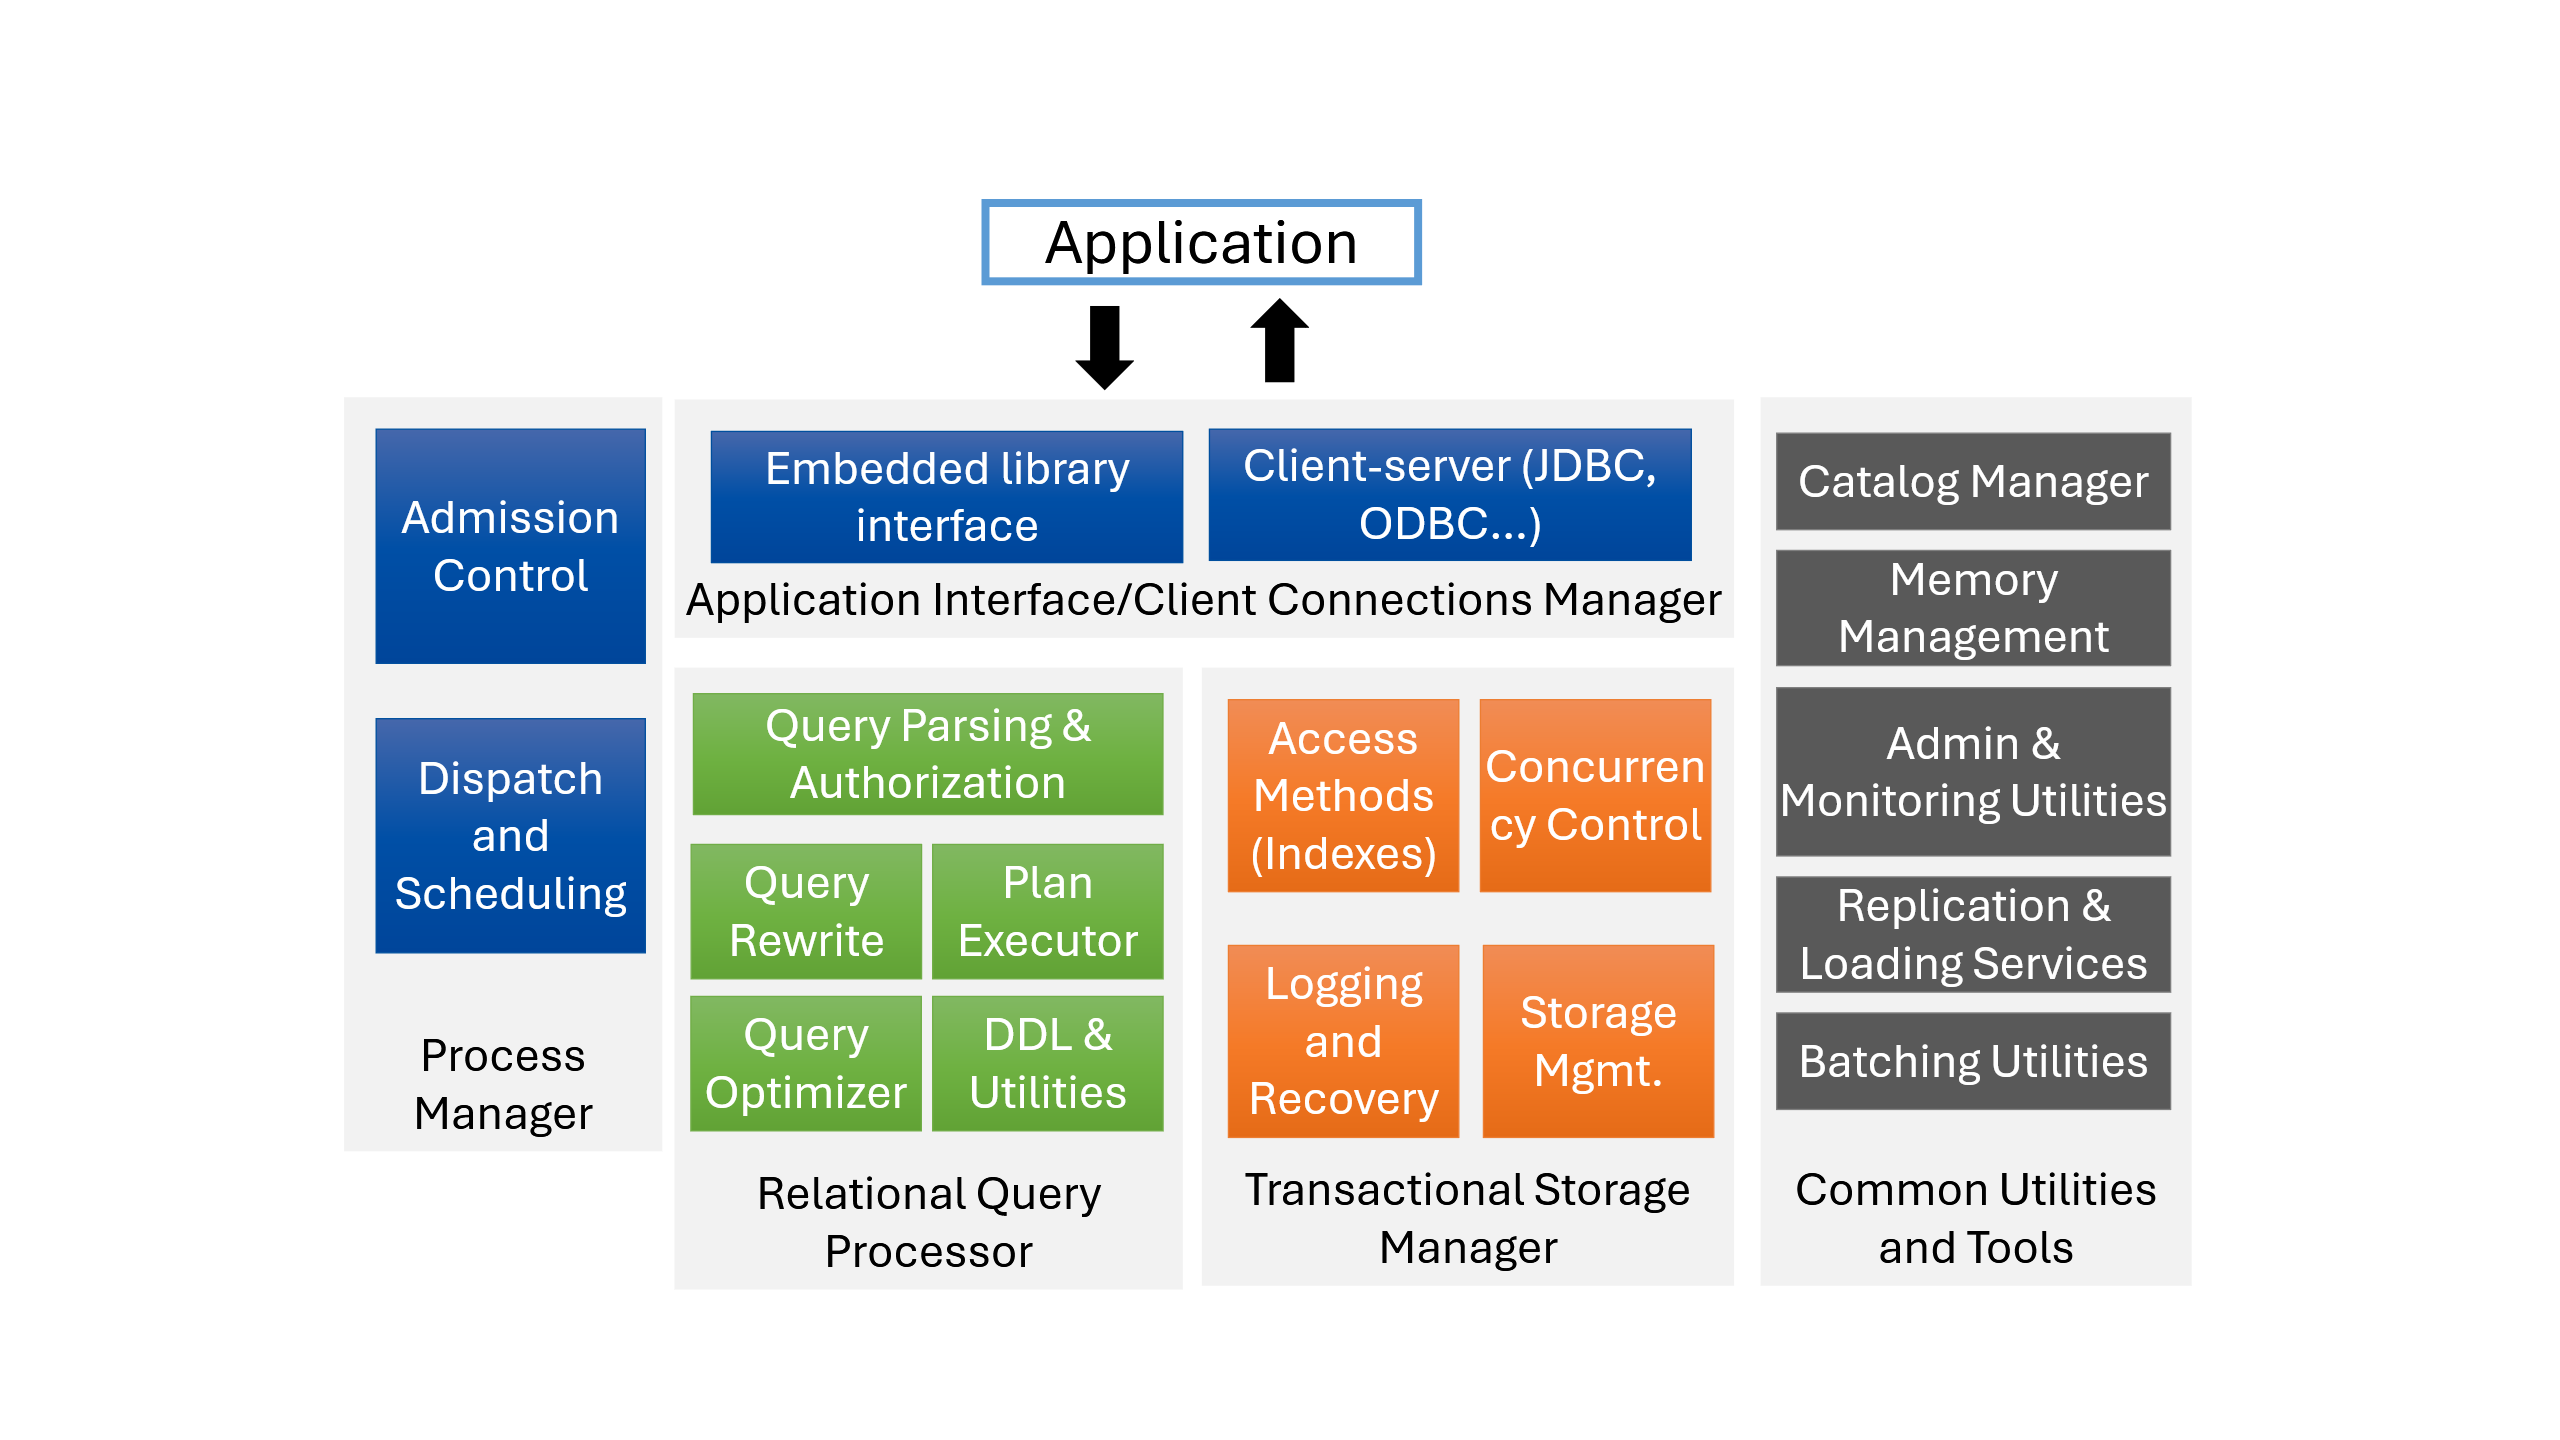 Application
Admission
Control
Dispatch
and
Scheduling
Process
Manager
Embedded library
interface
Client-server (JDBC,
ODBC...)
Application Interface/Client Connections Manager
Query Parsing &
Authorization
Query
Rewrite
Plan
Executor
Query
Optimizer
DDL &
Utilities
Relational Query
Processor
Access
Methods
(Indexes)
Concurren
cy Control
Logging
and
Recovery
Storage
Mgmt.
Transactional Storage
Manager
Catalog Manager
Memory
Management
Admin &
Monitoring Utilities
Replication &
Loading Services
Batching Utilities
Common Utilities
and Tools